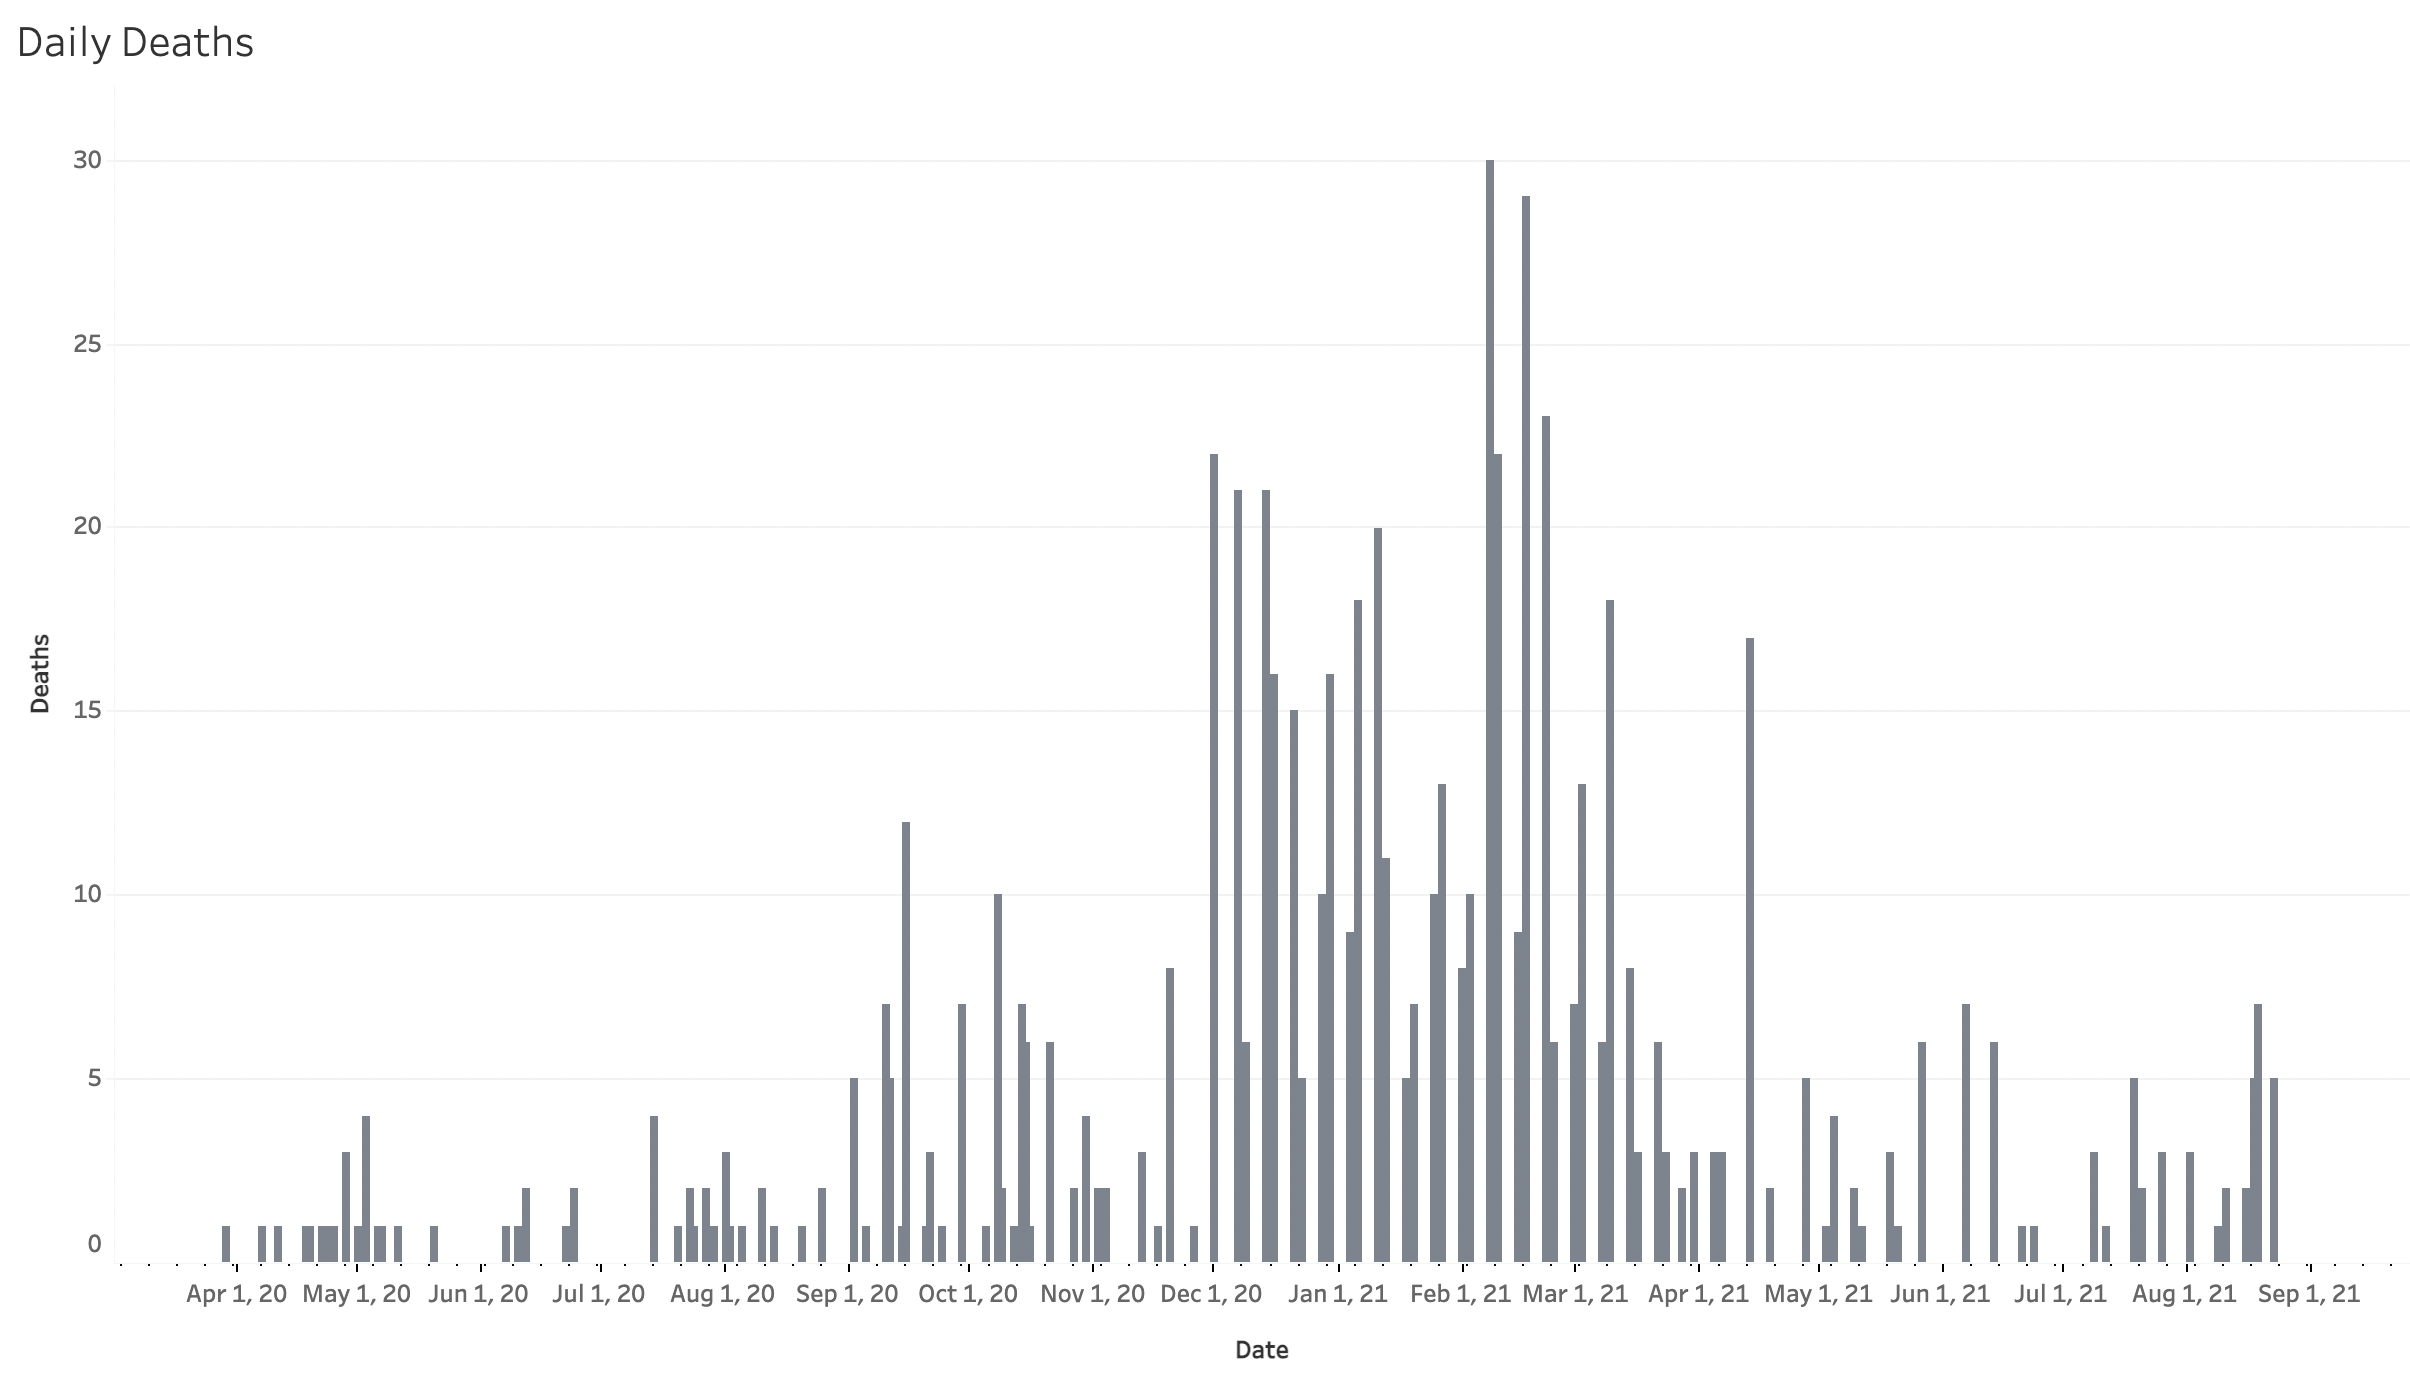 Daily Deaths
30
25
20
15
10
5
0
Deaths
Apr 1, 20 May 1, 20 Jun 1, 20 Jul 1, 20 Aug 1, 20 Sep 1, 20 Oct 1, 20 Nov 1, 20 Dec 1, 20 Jan 1, 21 Feb 1, 21 Mar 1, 21 Apr 1, 21 May 1, 21 Jun 1, 21 Jul 1, 21 Aug 1, 21 Sep 1, 21
Date